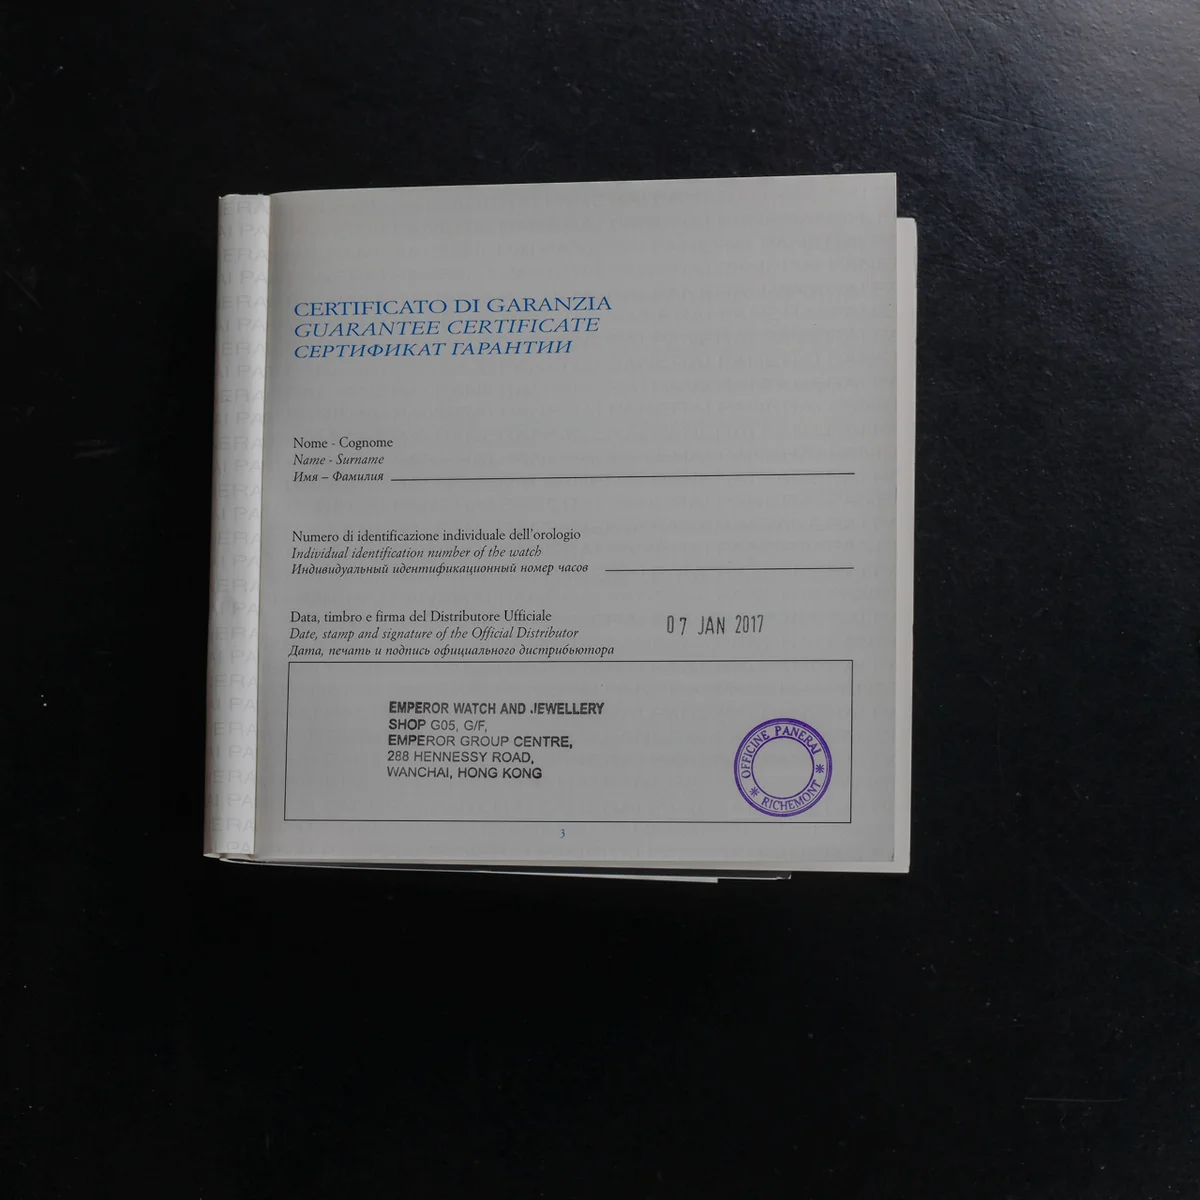 CERTIFICATO DI GARANZIA
GUARANTEE CERTIFICATE
СЕРТИФИКАТ ГАРАНТИИ
Nome - Cognome
Name - Surname
Имя – Фамилия
Numero di identificazione individuale dell'orologio
Individual identification number of the watch
Индивидуальный идентификационный номер часов
Data, timbro e firma del Distributore Ufficiale
Date, stamp and signature of the Official Distributor
Дата, печать и подпись официального дистрибьютора
07 JAN 2017
EMPEROR WATCH AND JEWELLERY
SHOP G05, G/F,
EMPEROR GROUP CENTRE,
288 HENNESSY ROAD,
WANCHAI, HONG KONG
OFFICINE PANERAI
* RICHEMONT *
3